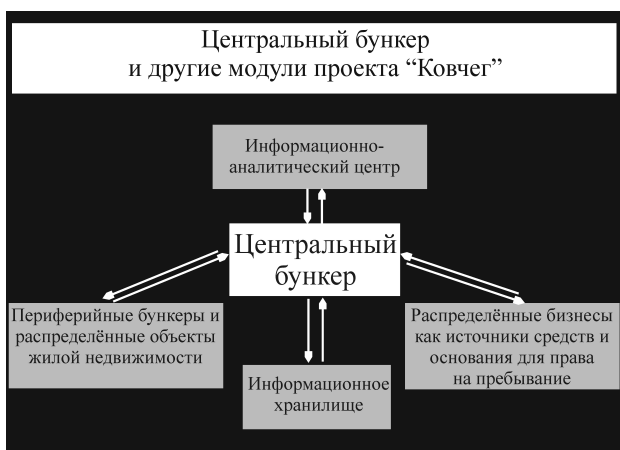 Центральный бункер
и другие модули проекта “Ковчег”
Информационно-
аналитический центр
Центральный
бункер
Периферийные бункеры и
распределённые объекты
жилой недвижимости
Распределённые бизнесы
как источники средств и
основания для права
на пребывание
Информационное
хранилище